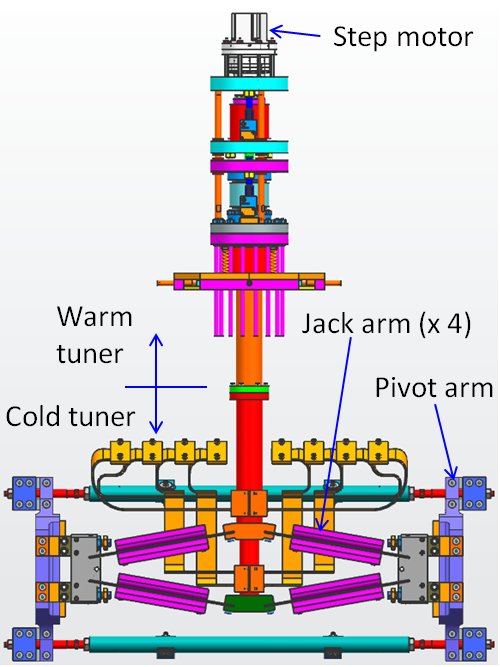 Step motor
Warm
tuner
Jack arm (x 4)
Pivot arm
Cold tuner